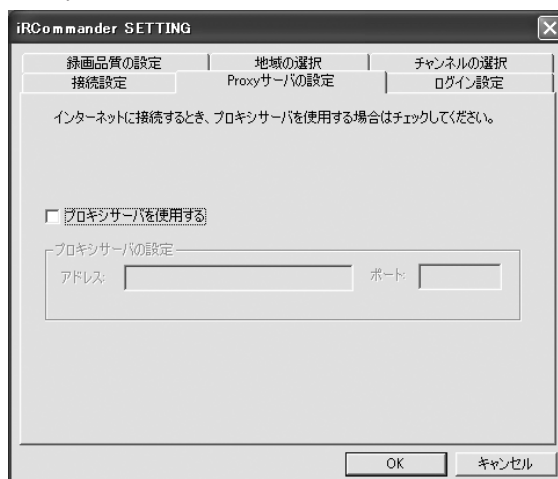 iRCommander SETTING
録画品質の設定 地域の選択 チャンネルの選択
接続設定 Proxyサーバの設定 ログイン設定
インターネットに接続するとき、プロキシサーバを使用する場合はチェックしてください。
プロキシサーバを使用する
プロキシサーバの設定
アドレス: ポート:
OK キャンセル